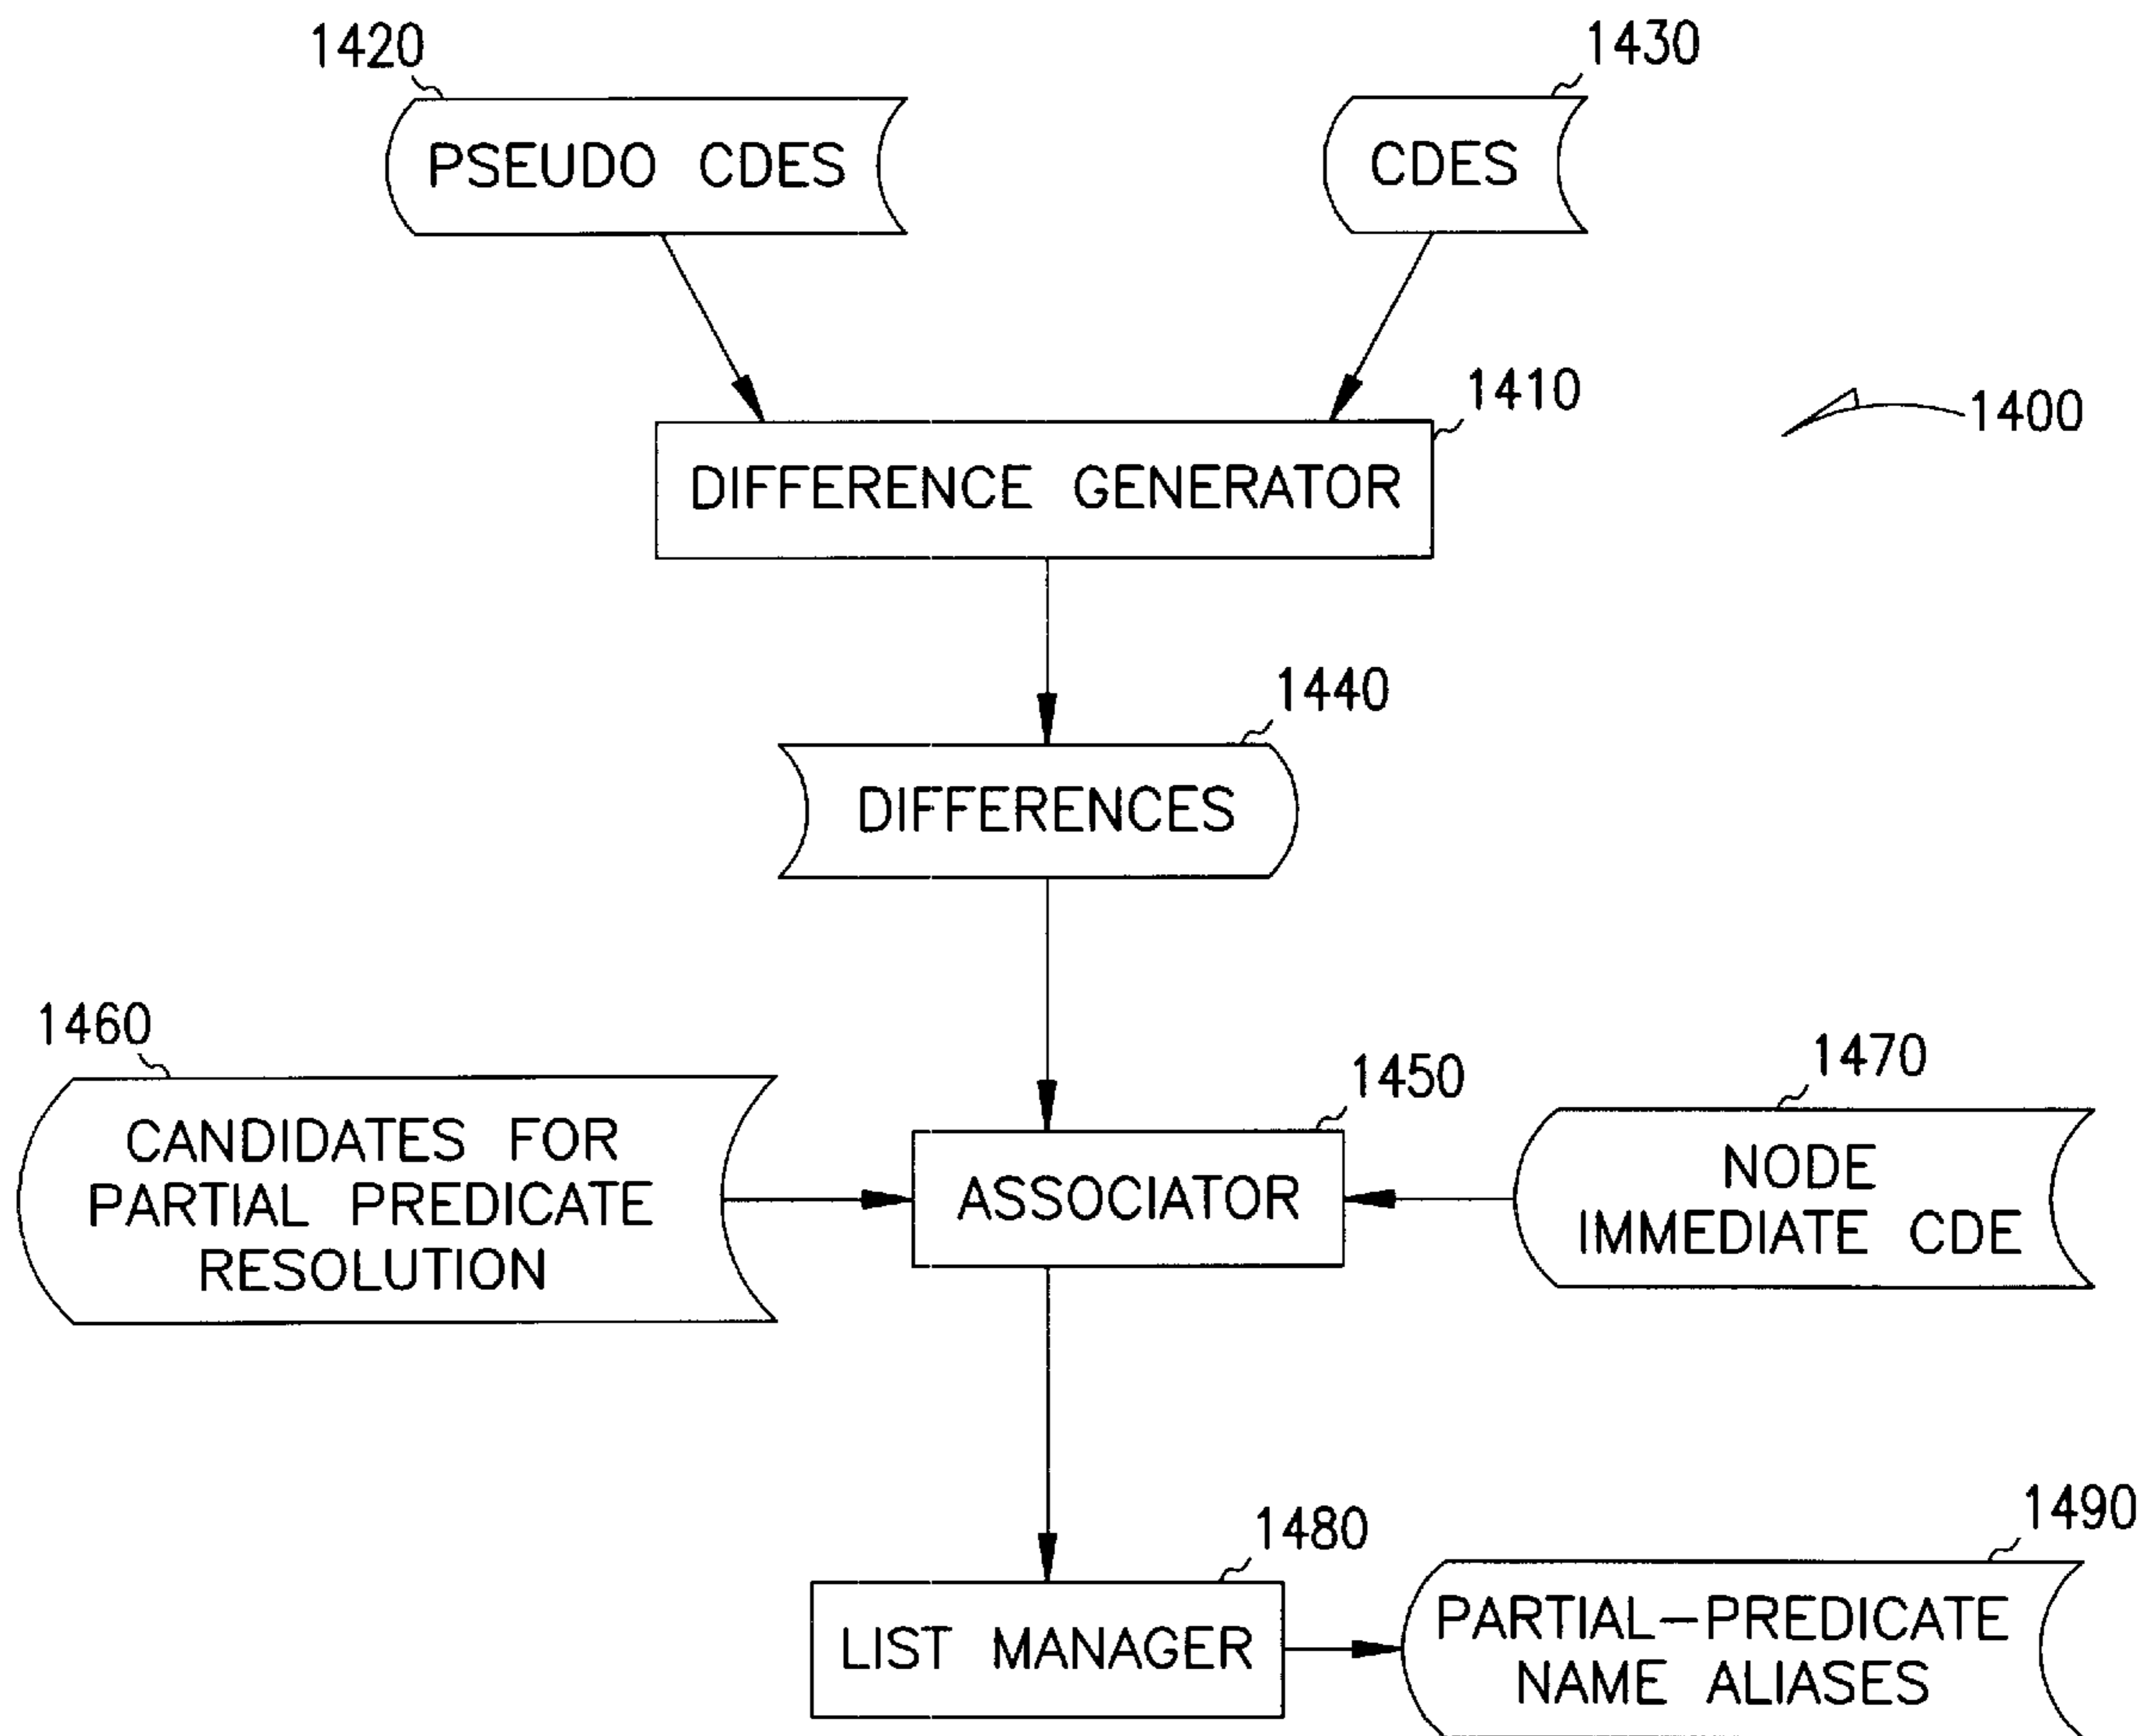 1420
1430
PSEUDO CDES
CDES
1410
1400
DIFFERENCE GENERATOR
1440
DIFFERENCES
1460
1450
1470
CANDIDATES FOR
PARTIAL PREDICATE
RESOLUTION
ASSOCIATOR
NODE
IMMEDIATE CDE
1480
1490
LIST MANAGER
PARTIAL-PREDICATE
NAME ALIASES